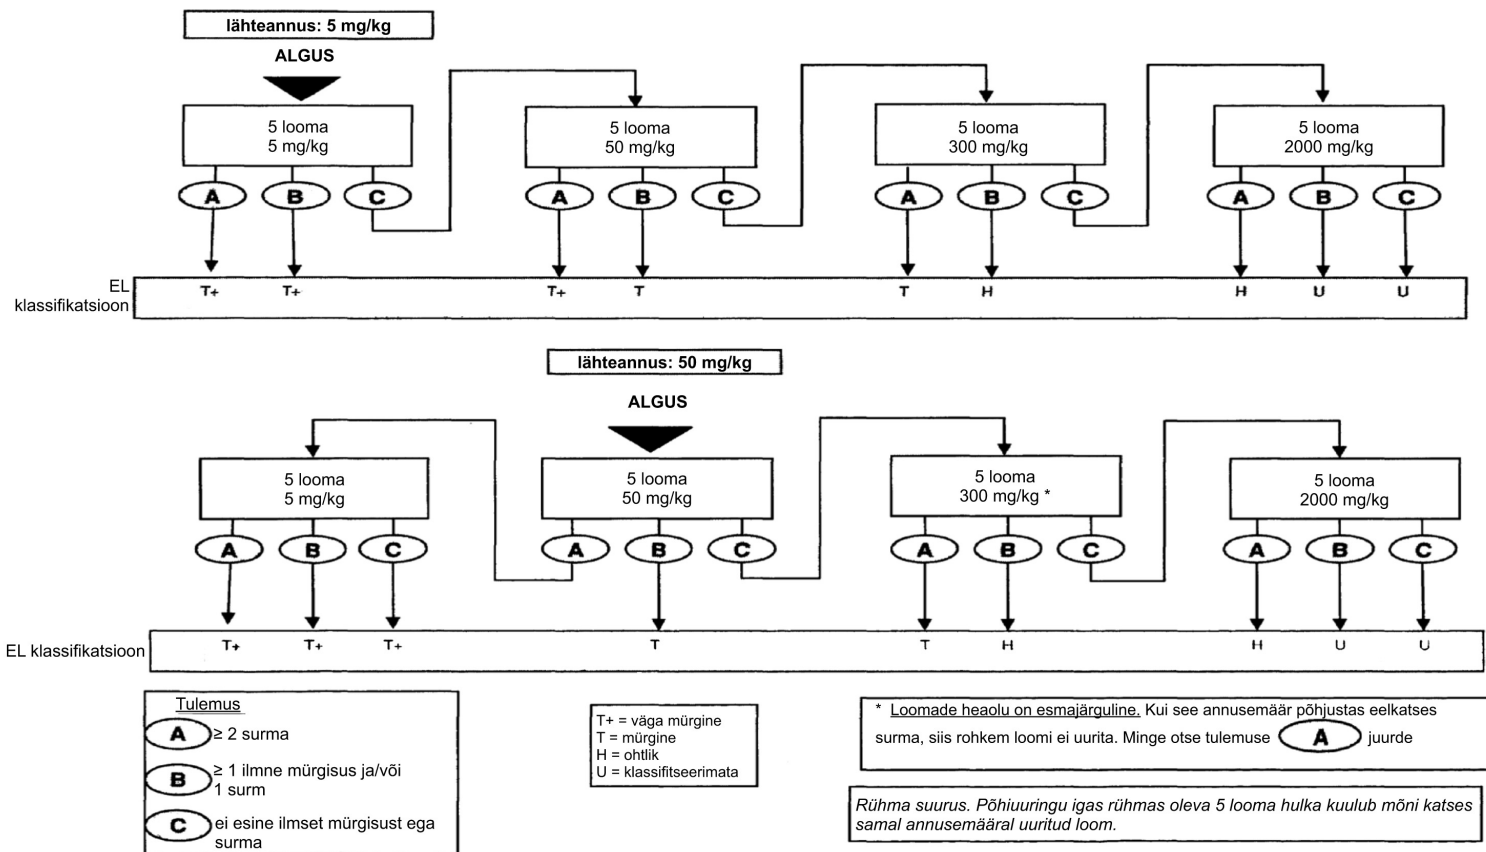 lähteannus: 5 mg/kg
ALGUS
5 looma
5 mg/kg
5 looma
50 mg/kg
5 looma
300 mg/kg
5 looma
2000 mg/kg
A B C A B C A B C A B C
EL
klassifikatsioon
T+ T+ T+ T T H H U U
lähteannus: 50 mg/kg
ALGUS
5 looma
5 mg/kg
5 looma
50 mg/kg
5 looma
300 mg/kg *
5 looma
2000 mg/kg
A B C A B C A B C A B C
EL klassifikatsioon
T+ T+ T+ T T H H U U
Tulemus
A ≥ 2 surma
B ≥ 1 ilmne mürgisus ja/või
1 surm
C ei esine ilmset mürgisust ega
surma
T+ = väga mürgine
T = mürgine
H = ohtlik
U = klassifitseerimata
* Loomade heaolu on esmajärguline. Kui see annusemäär põhjustas eelkatses
surma, siis rohkem loomi ei uurita. Minge otse tulemuse A juurde
Rühma suurus. Põhiuuringu igas rühmas oleva 5 looma hulka kuulub mõni katses
samal annusemääral uuritud loom.